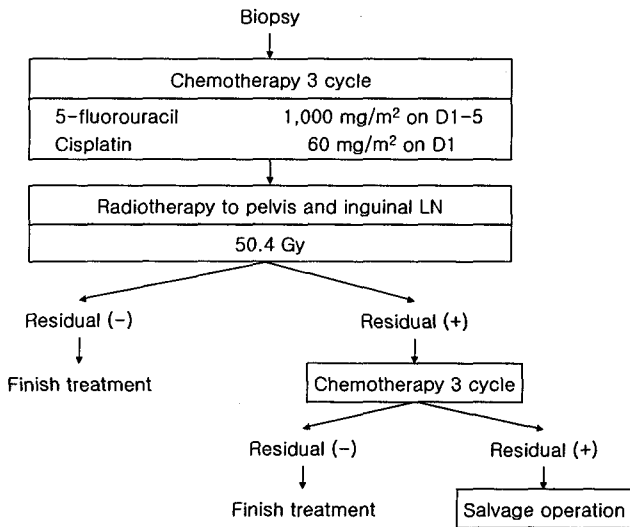 Biopsy
Chemotherapy 3 cycle
5-fluorouracil 1,000 mg/m² on D1-5
Cisplatin 60 mg/m² on D1
Radiotherapy to pelvis and inguinal LN
50.4 Gy
Residual (-) Residual (+)
Finish treatment Chemotherapy 3 cycle
Residual (-) Residual (+)
Finish treatment Salvage operation